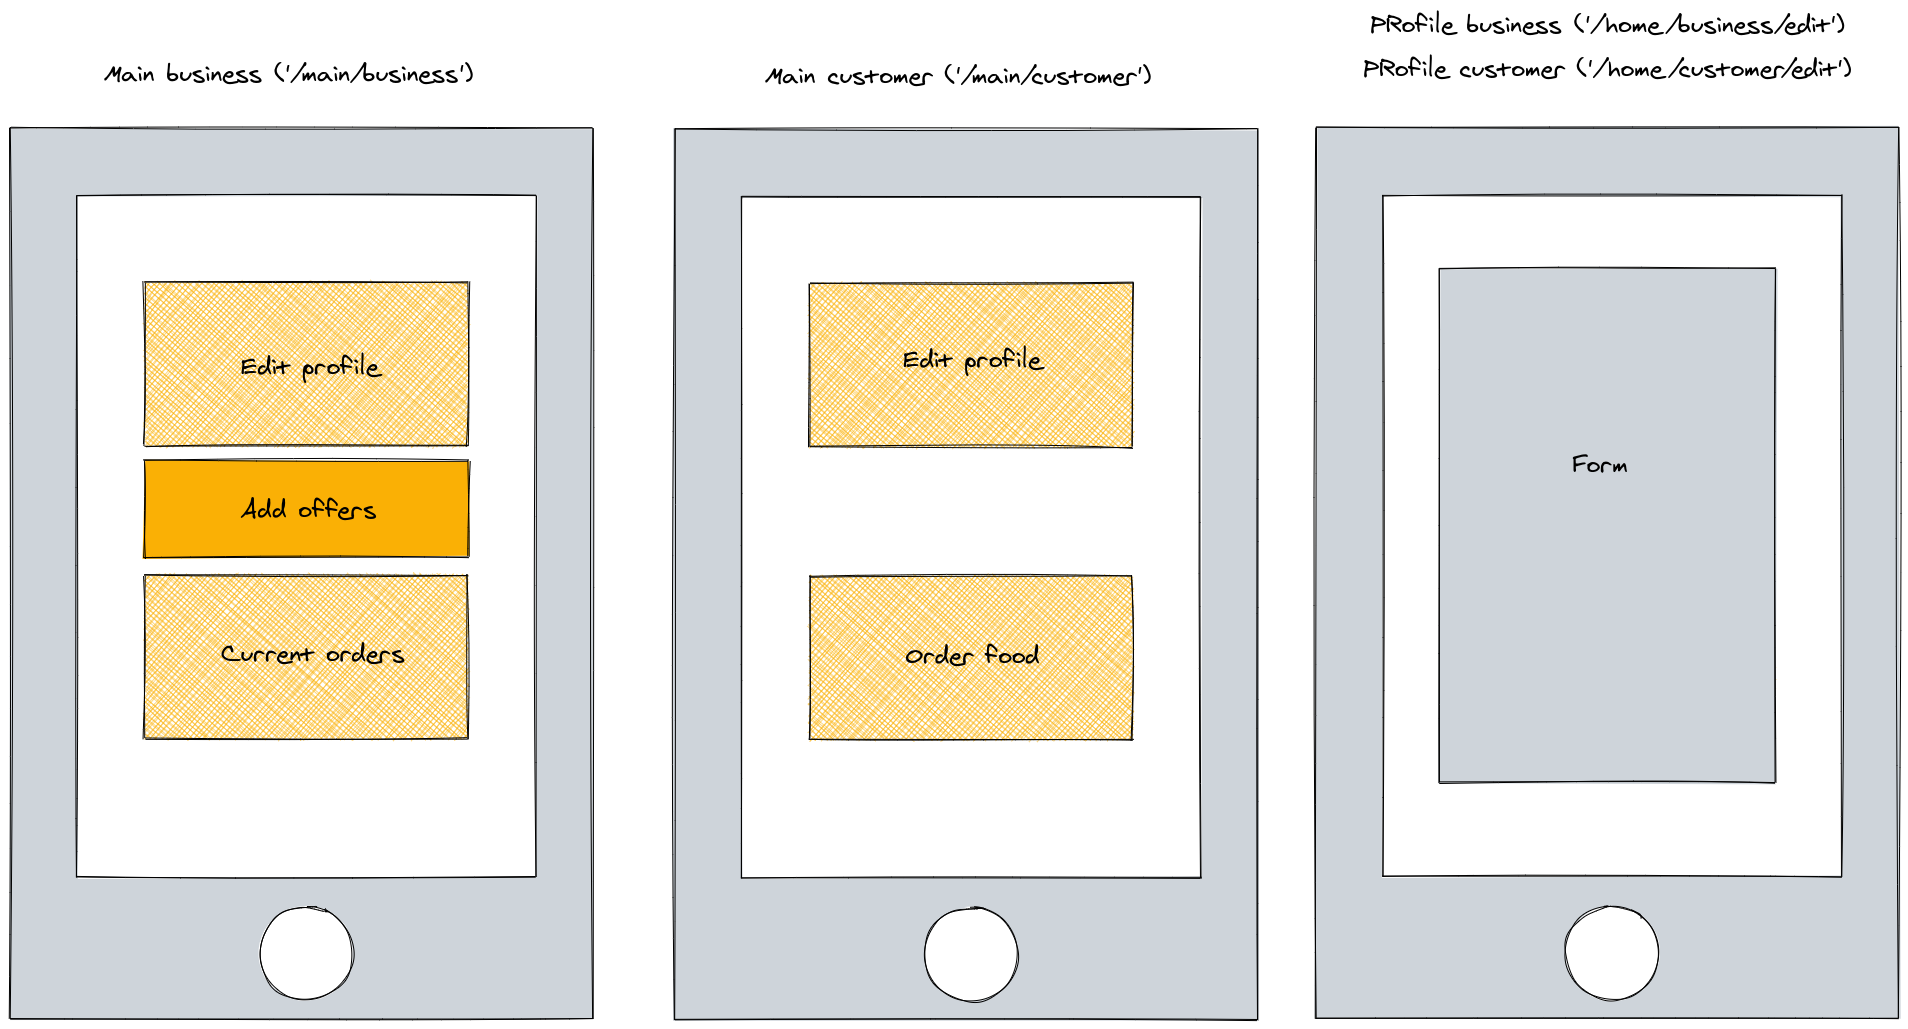 Main business ('/main/business')
Edit profile
Add offers
Current orders
Main customer ('/main/customer')
Edit profile
Order food
PRofile business ('/home/business/edit')
PRofile customer ('/home/customer/edit')
Form